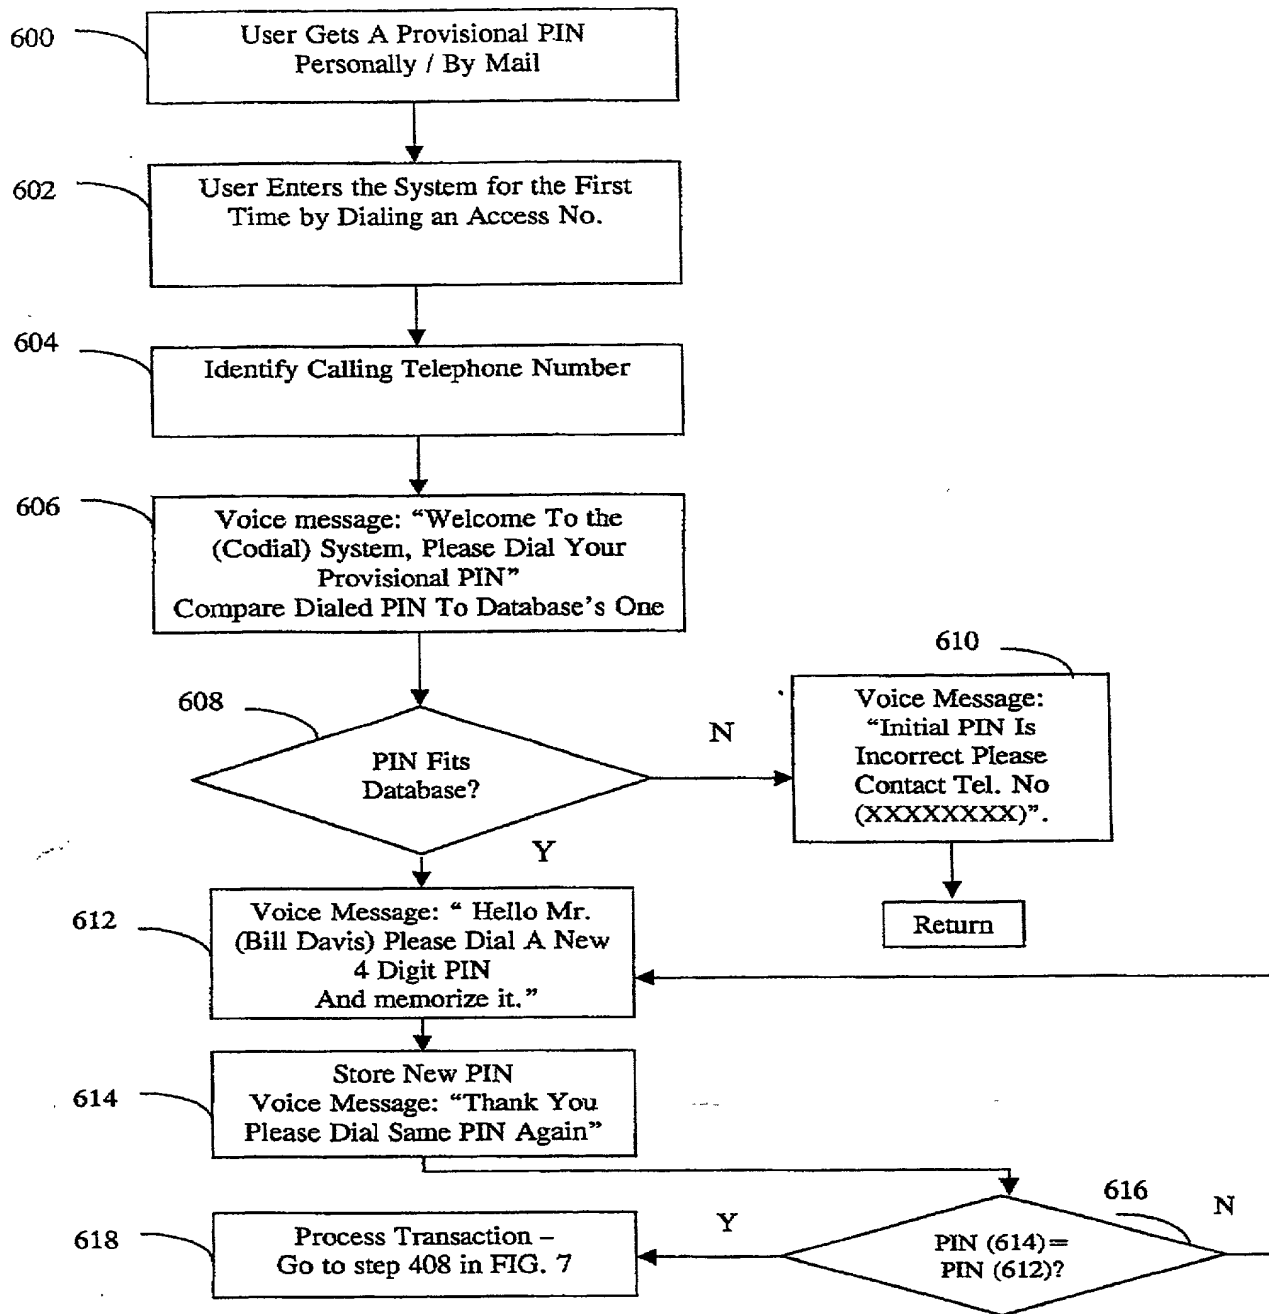 600
User Gets A Provisional PIN
Personally / By Mail
602
User Enters the System for the First
Time by Dialing an Access No.
604
Identify Calling Telephone Number
606
Voice message: “Welcome To the
(Codial) System, Please Dial Your
Provisional PIN”
Compare Dialed PIN To Database’s One
608
PIN Fits
Database?
N
610
Voice Message:
“Initial PIN Is
Incorrect Please
Contact Tel. No
(XXXXXXXX)”.
Return
Y
612
Voice Message: “ Hello Mr.
(Bill Davis) Please Dial A New
4 Digit PIN
And memorize it.”
614
Store New PIN
Voice Message: “Thank You
Please Dial Same PIN Again”
616
PIN (614)=
PIN (612)?
N
Y
618
Process Transaction –
Go to step 408 in FIG. 7